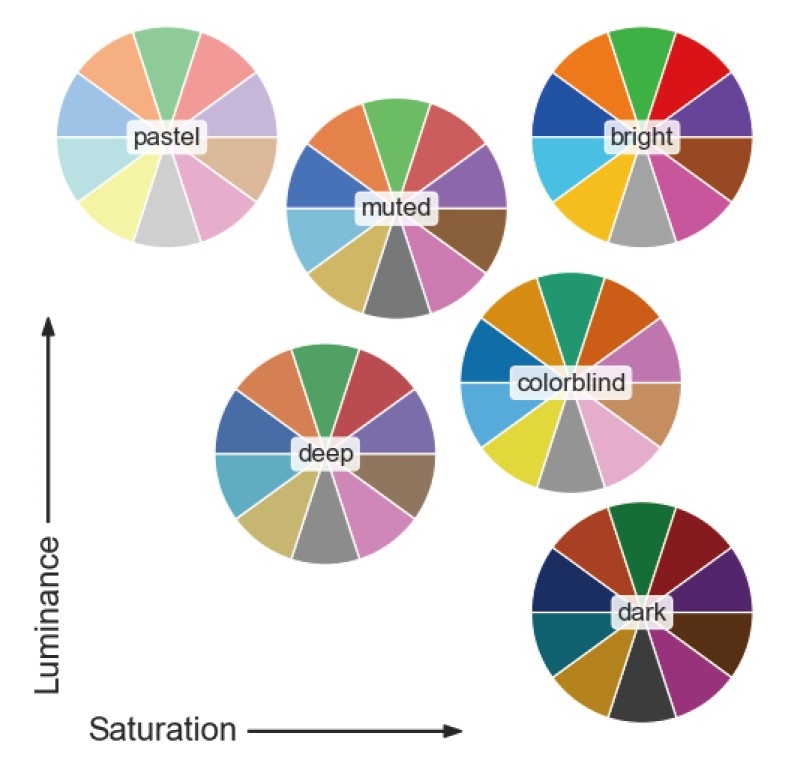 pastel
bright
muted
colorblind
deep
dark
Luminance
Saturation